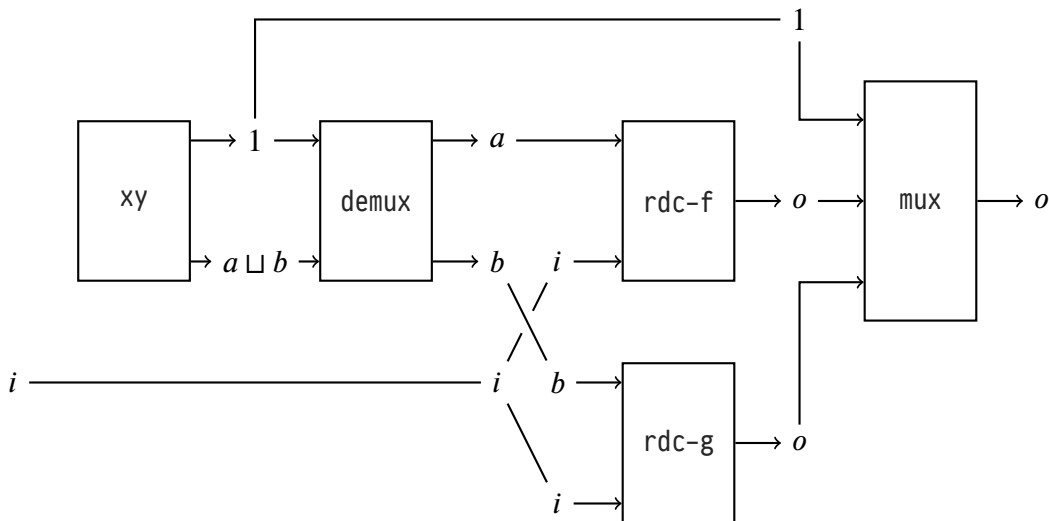 1
1 a
xy demux rdc-f o mux o
a ⊔ b b i
i i b
rdc-g o
i